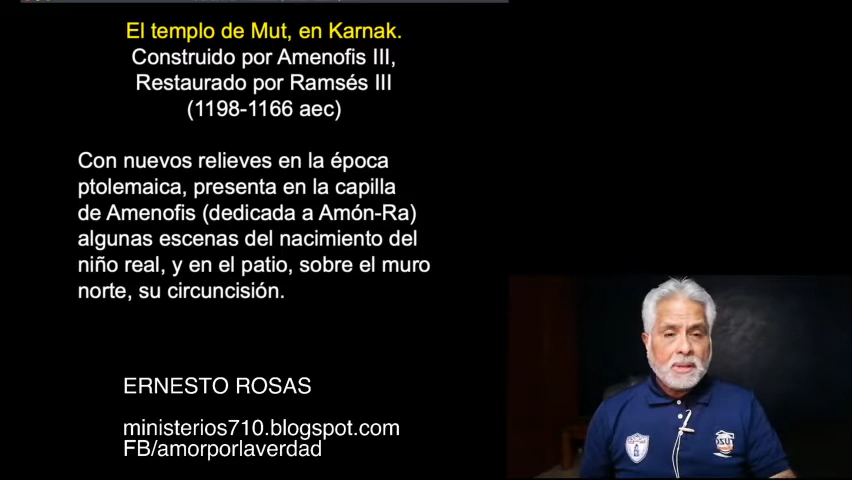 El templo de Mut, en Karnak.
Construido por Amenofis III,
Restaurado por Ramsés III
(1198-1166 aec)
Con nuevos relieves en la época
ptolemaica, presenta en la capilla
de Amenofis (dedicada a Amón-Ra)
algunas escenas del nacimiento del
niño real, y en el patio, sobre el muro
norte, su circuncisión.
ERNESTO ROSAS
ministerios710.blogspot.com
FB/amorporlaverdad